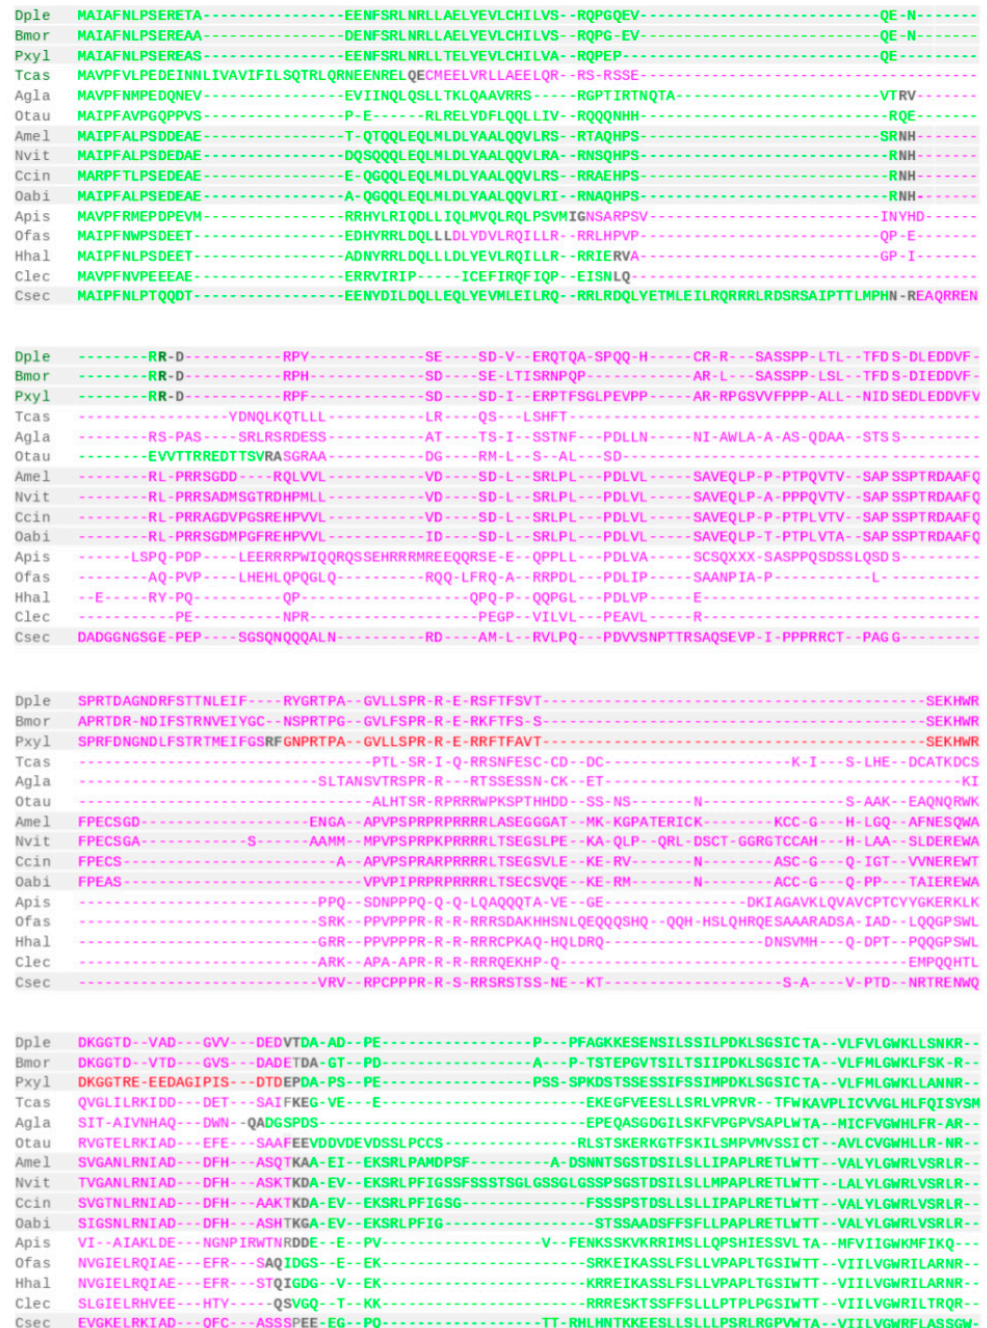 Dple MAIAFNLPSERETA----------------EENFSRLNRLLAELYEVLCHILVS--RQPGQEV---------------------------QE-N-------
Bmor MAIAFNLPSEREAA----------------DENFSRLNRLLAELYEVLCHILVS--RQPG-EV---------------------------QE-N-------
Pxyl MAIAFNLPSEREAS----------------EENFSRLNRLLTELYEVLCHILVA--RQPEP-----------------------------QE---------
Tcas MAVPFVLPEDEINNLIVAVIFILSQTRLQRNEENRELQECMEELVRLLAEELQR--RS-RSSE--------------------------------------
Agla MAVPFNMPEDQNEV----------------EVIINQLQSLLTKLQAAVRRS-----RGPTIRTNQTA-----------------------VTRV-------
Otau MAIPFAVPGQPPVS----------------P-E------RLRELYDFLQQLLIV--RQQQNHH---------------------------RQE-------
Amel MAIPFALPSDDEAE----------------T-QTQQLEQLMLDLYAALQQVLRS--RTAQHPS---------------------------SRNH-------
Nvit MAIPFALPSDEDAE----------------DQSQQQLEQLMLDLYAALQQVLRA--RNSQHPS---------------------------RNH-------
Ccin MARPFTLPSEDEAE----------------E-QGQQLEQLMLDLYAALQQVLRS--RRAEHPS---------------------------RNH-------
Oabi MAIPFALPSEDEAE----------------A-QGQQLEQLMLDLYAALQQVLRI--RNAQHPS---------------------------RNH-------
Apis MAVPFRMEPDPEVM----------------RRHYLRIQDLLIQLMVQLRQLPSVMIGNSARPSV--------------------------INYHD------
Ofas MAIPFNWPSDEET-----------------EDHYRRLDQLLLLDLYDVLRQILLR--RRLHPVP--------------------------QP-E-------
Hhal MAIPFNLPSDEET-----------------ADNYRRLDQLLLDLYEVLRQILLR--RRIERVA---------------------------GP-I-------
Clec MAVPFNVPEEEAE-----------------ERRVIRIP-----ICEFIRQFIQP--EISNLQ---------------------------------------
Csec MAIPFNLPTQQDT-----------------EENYDILDQLLEQLYEVMLEILRQ--RRLRDQLYETMLEILRQRRRLRDSRSAIPTTLMPHN-REAQRREN
Dple --------RR-D-----------RPY-------------SE----SD-V--ERQTQA-SPQQ-H-----CR-R---SASSPP-LTL--TFDS-DLEDDVF-
Bmor --------RR-D-----------RPH-------------SD----SE-LTISRNPQP------------AR-L---SASSPP-LSL--TFDS-DIEDDVF-
Pxyl --------RR-D-----------RPF-------------SD----SD-I--ERPTFSGLPEVPP-----AR-RPGSVVFPPP-ALL--NIDSEDLEDDVFV
Tcas -----------------YDNQLKQTLLL-----------LR----QS---LSHFT----------------------------------------------
Agla --------RS-PAS----SRLRSRDESS-----------AT----TS-I--SSTNF---PDLLN-----NI-AWLA-A-AS-QDAA--STSS---------
Otau --------EVVTTRREDTTSVRASGRAA-----------DG----RM-L--S--AL---SD----------------------------------------
Amel --------RL-PRRSGDD----RQLVVL-----------VD----SD-L--SRLPL---PDLVL-----SAVEQLP-P-PTPQVTV--SAPSSPTRDAAFQ
Nvit --------RL-PRRSADMSGTRDHPMLL-----------VD----SD-L--SRLPL---PDLVL-----SAVEQLP-A-PPPQVTV--SAPSSPTRDAAFQ
Ccin --------RL-PRRAGDVPGSREHPVVL-----------VD----SD-L--SRLPL---PDLVL-----SAVEQLP-P-PTPLVTV--SAPSSPTRDAAFQ
Oabi --------RL-PRRSGDMPGFREHPVVL-----------ID----SD-L--SRLPL---PDLVL-----SAVEQLP-T-PTPLVTA--SAPSSPTRDAAFQ
Apis ------LSPQ-PDP----LEERRRPWIQQRQRQSSEHRRRMREEQQRSE-E--QPPLL---PDLVA-----SCSQXXX-SASPPQSDSSLQSDS---------
Ofas --------AQ-PVP----LHEHLQPQGLQ----------RQQ-LFRQ-A--RRPDL---PDLIP-----SAANPIA-P-----------L-----------
Hhal --E-----RY-PQ----------QP-------------------QPQ-P--QQPGL---PDLVP-----E-------------------------------
Clec -----------PE----------NPR-------------------PEGP--VILVL---PEAVL-----R-------------------------------
Csec DADGGNGSGE-PEP----SGSQNQQQALN----------RD----AM-L--RVLPQ---PDVVSNPTTRSAQSEVP-I-PPPRRCT--PAGG---------
Dple SPRTDAGNDRFSTTNLEIF----RYGRTPA--GVLLSPR-R-E-RSFTFSVT-------------------------------------------SEKHWR
Bmor APRTDR-NDIFSTRNVEIYGC--NSPRTPG--GVLFSPR-R-E-RKFTFS-S-------------------------------------------SEKHWR
Pxyl SPRFDNGNDLFSTRTMEIFGSRFGNPRTPA--GVLLSPR-R-E-RRFTFAVT-------------------------------------------SEKHWR
Tcas ---------------------------------PTL-SR-I-Q-RRSNFESC-CD--DC---------------------K-I---S-LHE--DCATKDCS
Agla ---------------------------SLTANSVTRSPR-R---RTSSESSN-CK--ET----------------------------------------KI
Otau ---------------------------------ALHTSR-RPRRRWPKSPTHHDD--SS-NS-------N----------------S-AAK--EAQNQRWK
Amel FPECSGD-------------------ENGA--APVPSPRPRPRRRRLASEGGGAT--MK-KGPATERICK-------KCC-G---H-LGQ--AFNESQWA
Nvit FPECSGA------------S------AAMM--MPVPSPRPKPRRRRLTSEGSLPE--KA-QLP--QRL-DSCT-GGRGTCCAH---H-LAA--SLDEREWA
Ccin FPECS------------------------A--APVPSPRARPRRRRLTSEGSVLE--KE-RV-------N--------ASC-G---Q-IGT--VVNEREWT
Oabi FPEAS---------------------------VPVPIPRPRPRRRRLTSECSVQE--KE-RM-------N--------ACC-G---Q-PP---TAIEREWA
Apis ---------------------------PPQ--SDNPPPQ-Q-Q-LQAQQQTA-VE--GE----------------DKIAGAVKLQVAVCPTCYYGKERKLK
Ofas ---------------------------SRK--PPVPPPR-R-R-RRRSDAKHHSNLQEQQQSHQ--QQH-HSLQHRQESAAARADSA-IAD--LQQGPSWL
Hhal ---------------------------GRR--PPVPPPR-R-R-RRRCPKAQ-HQLDRQ------------------DNSVMH---Q-DPT--PQQGPSWL
Clec ---------------------------ARK--APA-APR-R-R-RRRQEKHP-Q---------------------------------------EMPQQHTL
Csec ---------------------------VRV--RPCPPPR-R-S-RRSRSTSS-NE--KT--------------------S-A----V-PTD--NRTRENWQ
Dple DKGGTD--VAD---GVV---DEDVTDA-AD--PE-----------------P---PFAGKKESENSILSSILPDKLSGSICTA--VLFVLGWKLLSNKR--
Bmor DKGGTD--VTD---GVS---DADETDA-GT--PD-----------------A---P-TSTEPGVTSILTSILPDKLSGSICTA--VLFMLGWKLFSK-R--
Pxyl DKGGTRE-EEDAGIPIS---DTDEPDA-PS--PE-----------------PSS-SPKDSTSSESSIFSSIMPDKLSGSICTA--VLFMLGWKLLANNR--
Tcas QVGLILRKIDD---DET---SAIFKEG-VE---E-----------------------EKEGFVEESLLSRLVPRVR--TFWKAVPLICVVGLHLFQISYSM
Agla SIT-AIVNHAQ---DWN--QADGSPDS------------------------------EPEQASGDGILSKFVPGPVSAPLWTA--MICFVGWHLFR-AR--
Otau RVGTELRKIAD---EFE---SAAFEEVDDVDEVDSSLPCCS----------------RLSTSKERKGTFSKILSMPVMVSSICT--AVLCVGWHLLR-NR--
Amel SVGANLRNIAD---DFH---ASQTKAA-EI--EKSRLPAMDPSF---------A-DSNNTSGSTDSILSLLIPAPLRETLWTT--VALYLGWRLVSRLR--
Nvit TVGANLRNIAD---DFH---ASKTKDA-EV--EKSRLPFIGSSFSSSTSGLGSSGLGSSPSGSTDSILSLLMPAPLRETLWTT--LALYLGWRLVSRLR--
Ccin SVGTNLRNIAD---DFH---AAKTKDA-EV--EKSRLPFIGSG--------------FSSSPSTDSLLSLLIPAPLRETLWTT--VALYLGWRLVSRLR--
Oabi SIGSNLRNIAD---DFH---ASHTKGA-EV--EKSRLPFIG-----------------STSSAADSFFSFLLPAPLRETLWTT--VALYLGWRLVSRLR--
Apis VI--AIAKLDE---NGNPIRWTNRDDE--E--PV------------------V--FENKSSKVKRRIMSLLQPSHIESSVLTA--MFVIIGWKMFIKQ---
Ofas NVGIELRQIAE---EFR---SAQIDGS--E--EK-----------------------SRKEIKASSLFSLLVPAPLTGSIWTT--VIILVGWRILARNR--
Hhal NVGIELRQIAE---EFR---STQIGDG--V--EK-----------------------KRREIKASSLFSLLVPAPLTGSIWTT--VIILVGWRILARNR--
Clec SLGIELRHVEE---HTY-----QSVGQ--T--KK-----------------------RRRESKTSSFFSLLLPTPLPGSIWTT--VIILVGWRILTRQR--
Csec EVGKELRKIAD---QFC---ASSSPEE-EG--PQ------------------TT-RHLHNTKKEESLLSLLLPSRLRGPVWTT--VIILVGWRFLASSGW-